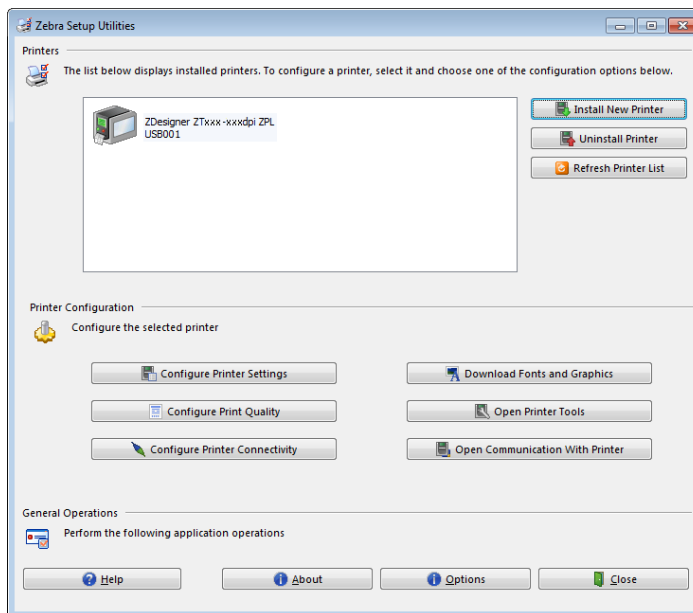 Zebra Setup Utilities
Printers
The list below displays installed printers. To configure a printer, select it and choose one of the configuration options below.
ZDesigner ZTxxx-xxxdpi ZPL
USB001
Install New Printer
Uninstall Printer
Refresh Printer List
Printer Configuration
Configure the selected printer
Configure Printer Settings
Download Fonts and Graphics
Configure Print Quality
Open Printer Tools
Configure Printer Connectivity
Open Communication With Printer
General Operations
Perform the following application operations
Help
About
Options
Close